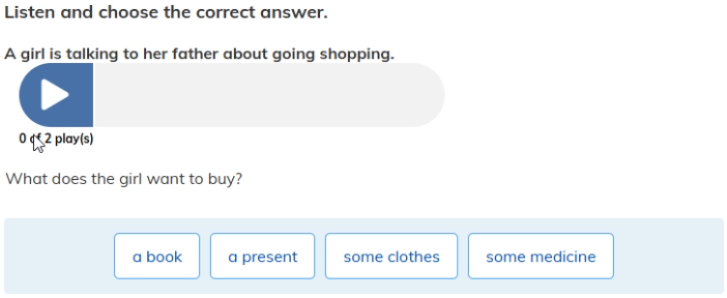 Listen and choose the correct answer.
A girl is talking to her father about going shopping.
0 of 2 play(s)
What does the girl want to buy?
a book
a present
some clothes
some medicine